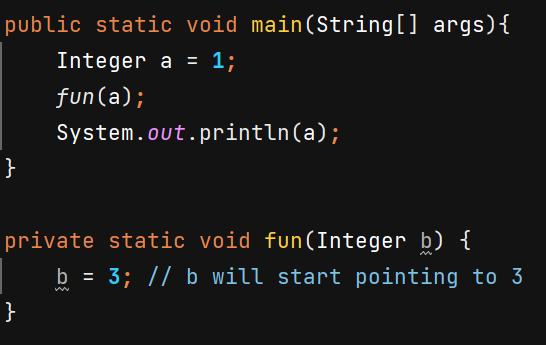 public static void main(String[] args){
    Integer a = 1;
    fun(a);
    System.out.println(a);
}

private static void fun(Integer b) {
    b = 3; // b will start pointing to 3
}